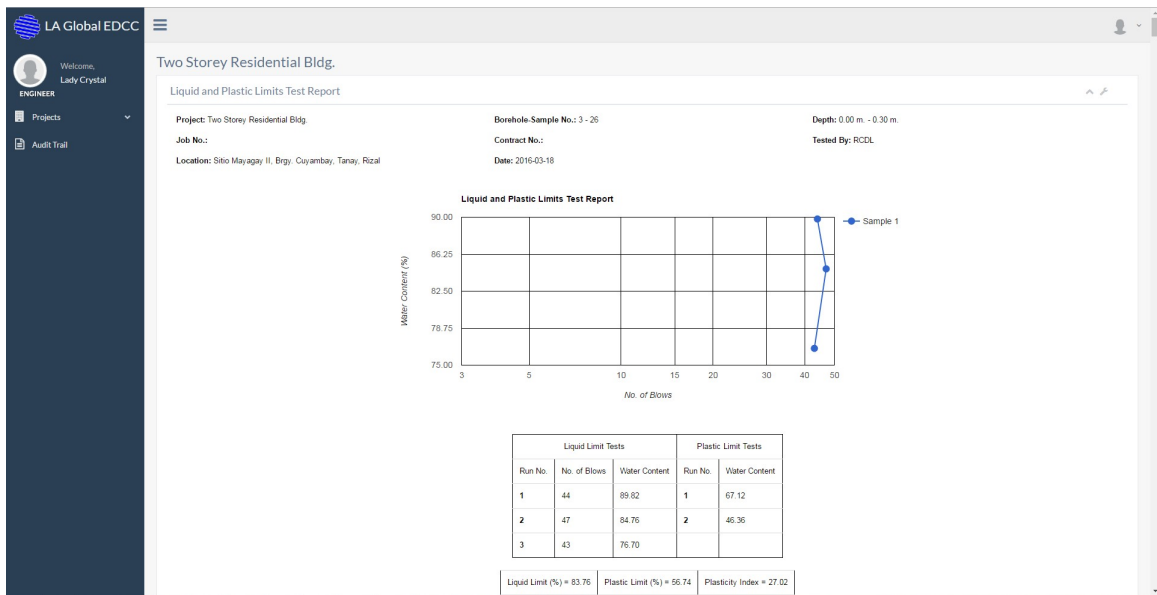 LA Global EDCC
Welcome,
Lady Crystal
ENGINEER
Projects
Audit Trail
Two Storey Residential Bldg.
Liquid and Plastic Limits Test Report
Project: Two Storey Residential Bldg. Borehole-Sample No.: 3 - 26 Depth: 0.00 m. - 0.30 m.
Job No.: Contract No.: Tested By: RCDL
Location: Sitio Mayagay II, Brgy. Cuyambay, Tanay, Rizal Date: 2016-03-18
Liquid and Plastic Limits Test Report
90.00
86.25
82.50
78.75
75.00
Water Content (%)
3 5 10 15 20 30 40 50
No. of Blows
Sample 1
Liquid Limit Tests Plastic Limit Tests
Run No. No. of Blows Water Content Run No. Water Content
1 44 89.82 1 67.12
2 47 84.76 2 46.36
3 43 76.70
Liquid Limit (%) = 83.76 Plastic Limit (%) = 56.74 Plasticity Index = 27.02